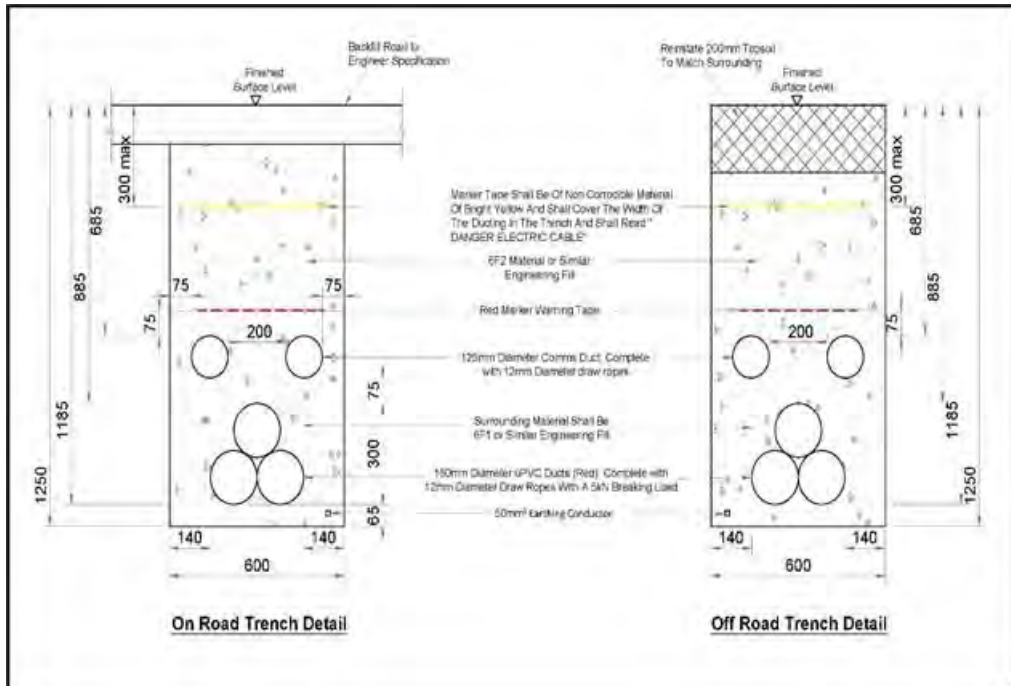 Backfill Road to
Engineer Specification
Finished
Surface Level
Reinstate 200mm Topsoil
To Match Surrounding
Finished
Surface Level
300 max
685
885
1185
1250
75
75
75
200
75
300
65
140
140
600
Marker Tape Shall Be Of Non Corrodible Material
Of Bright Yellow And Shall Cover The Width Of
The Ducting In The Trench And Shall Read "
DANGER ELECTRIC CABLE"
6F2 Material or Similar
Engineering Fill
Red Marker Warning Tape
125mm Diameter Comms Duct, Complete
with 12mm Diameter draw ropes
Surrounding Material Shall Be
6F1 or Similar Engineering Fill
Diameter uPVC Ducts (Red) Complete with
12mm Diameter Draw Ropes With A 5kN Breaking Load
50mm² Earthing Conductor
300 max
685
885
1185
1250
75
200
140
140
600
On Road Trench Detail
Off Road Trench Detail